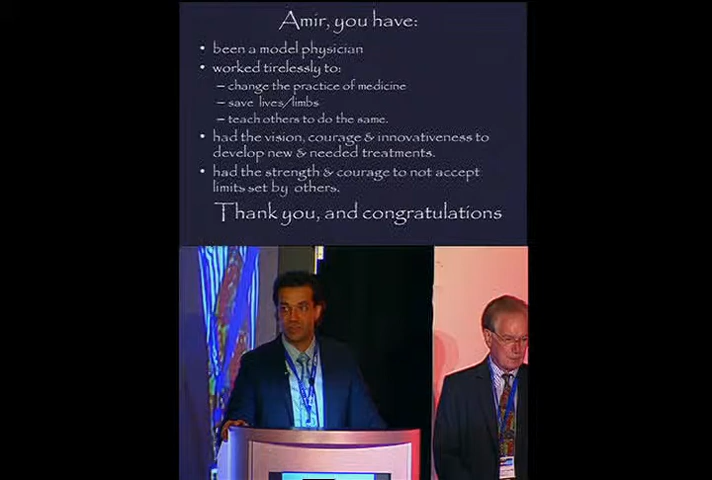 Amir, you have:
• been a model physician
• worked tirelessly to:
– change the practice of medicine
– save lives/limbs
– teach others to do the same.
• had the vision, courage & innovativeness to
develop new & needed treatments.
• had the strength & courage to not accept
limits set by others.
Thank you, and congratulations